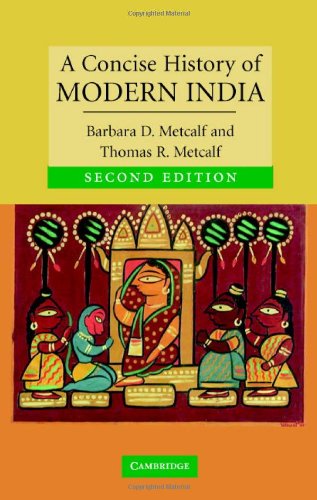 A Concise History of
MODERN INDIA
Barbara D. Metcalf and
Thomas R. Metcalf
SECOND EDITION
CAMBRIDGE